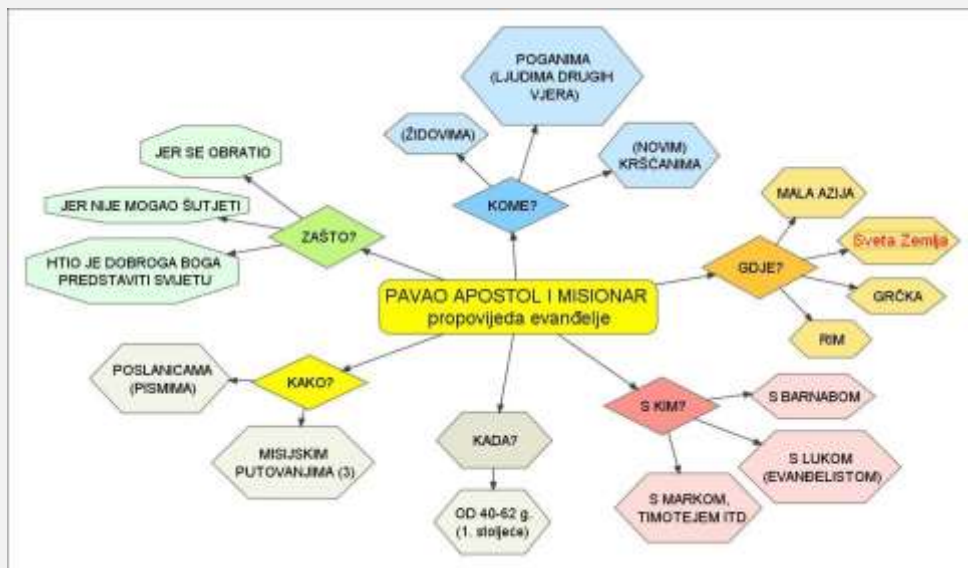 POGANIMA
(LJUDIMA DRUGIH
VJERA)
(ŽIDOVIMA)
(NOVIM)
KRŠĆANIMA
KOME?
JER SE OBRATIO
JER NIJE MOGAO ŠUTJETI
HTIO JE DOBROGA BOGA
PREDSTAVITI SVIJETU
ZAŠTO?
MALA AZIJA
Sveta Zemlja
GRČKA
RIM
GDJE?
PAVAO APOSTOL I MISIONAR
propovijeda evanđelje
POSLANICAMA
(PISMIMA)
KAKO?
MISIJSKIM
PUTOVANJIMA (3)
KADA?
OD 40-62 g.
(1. stoljeće)
S KIM?
S BARNABOM
S LUKOM
(EVANĐELISTOM)
S MARKOM,
TIMOTEJEM ITD